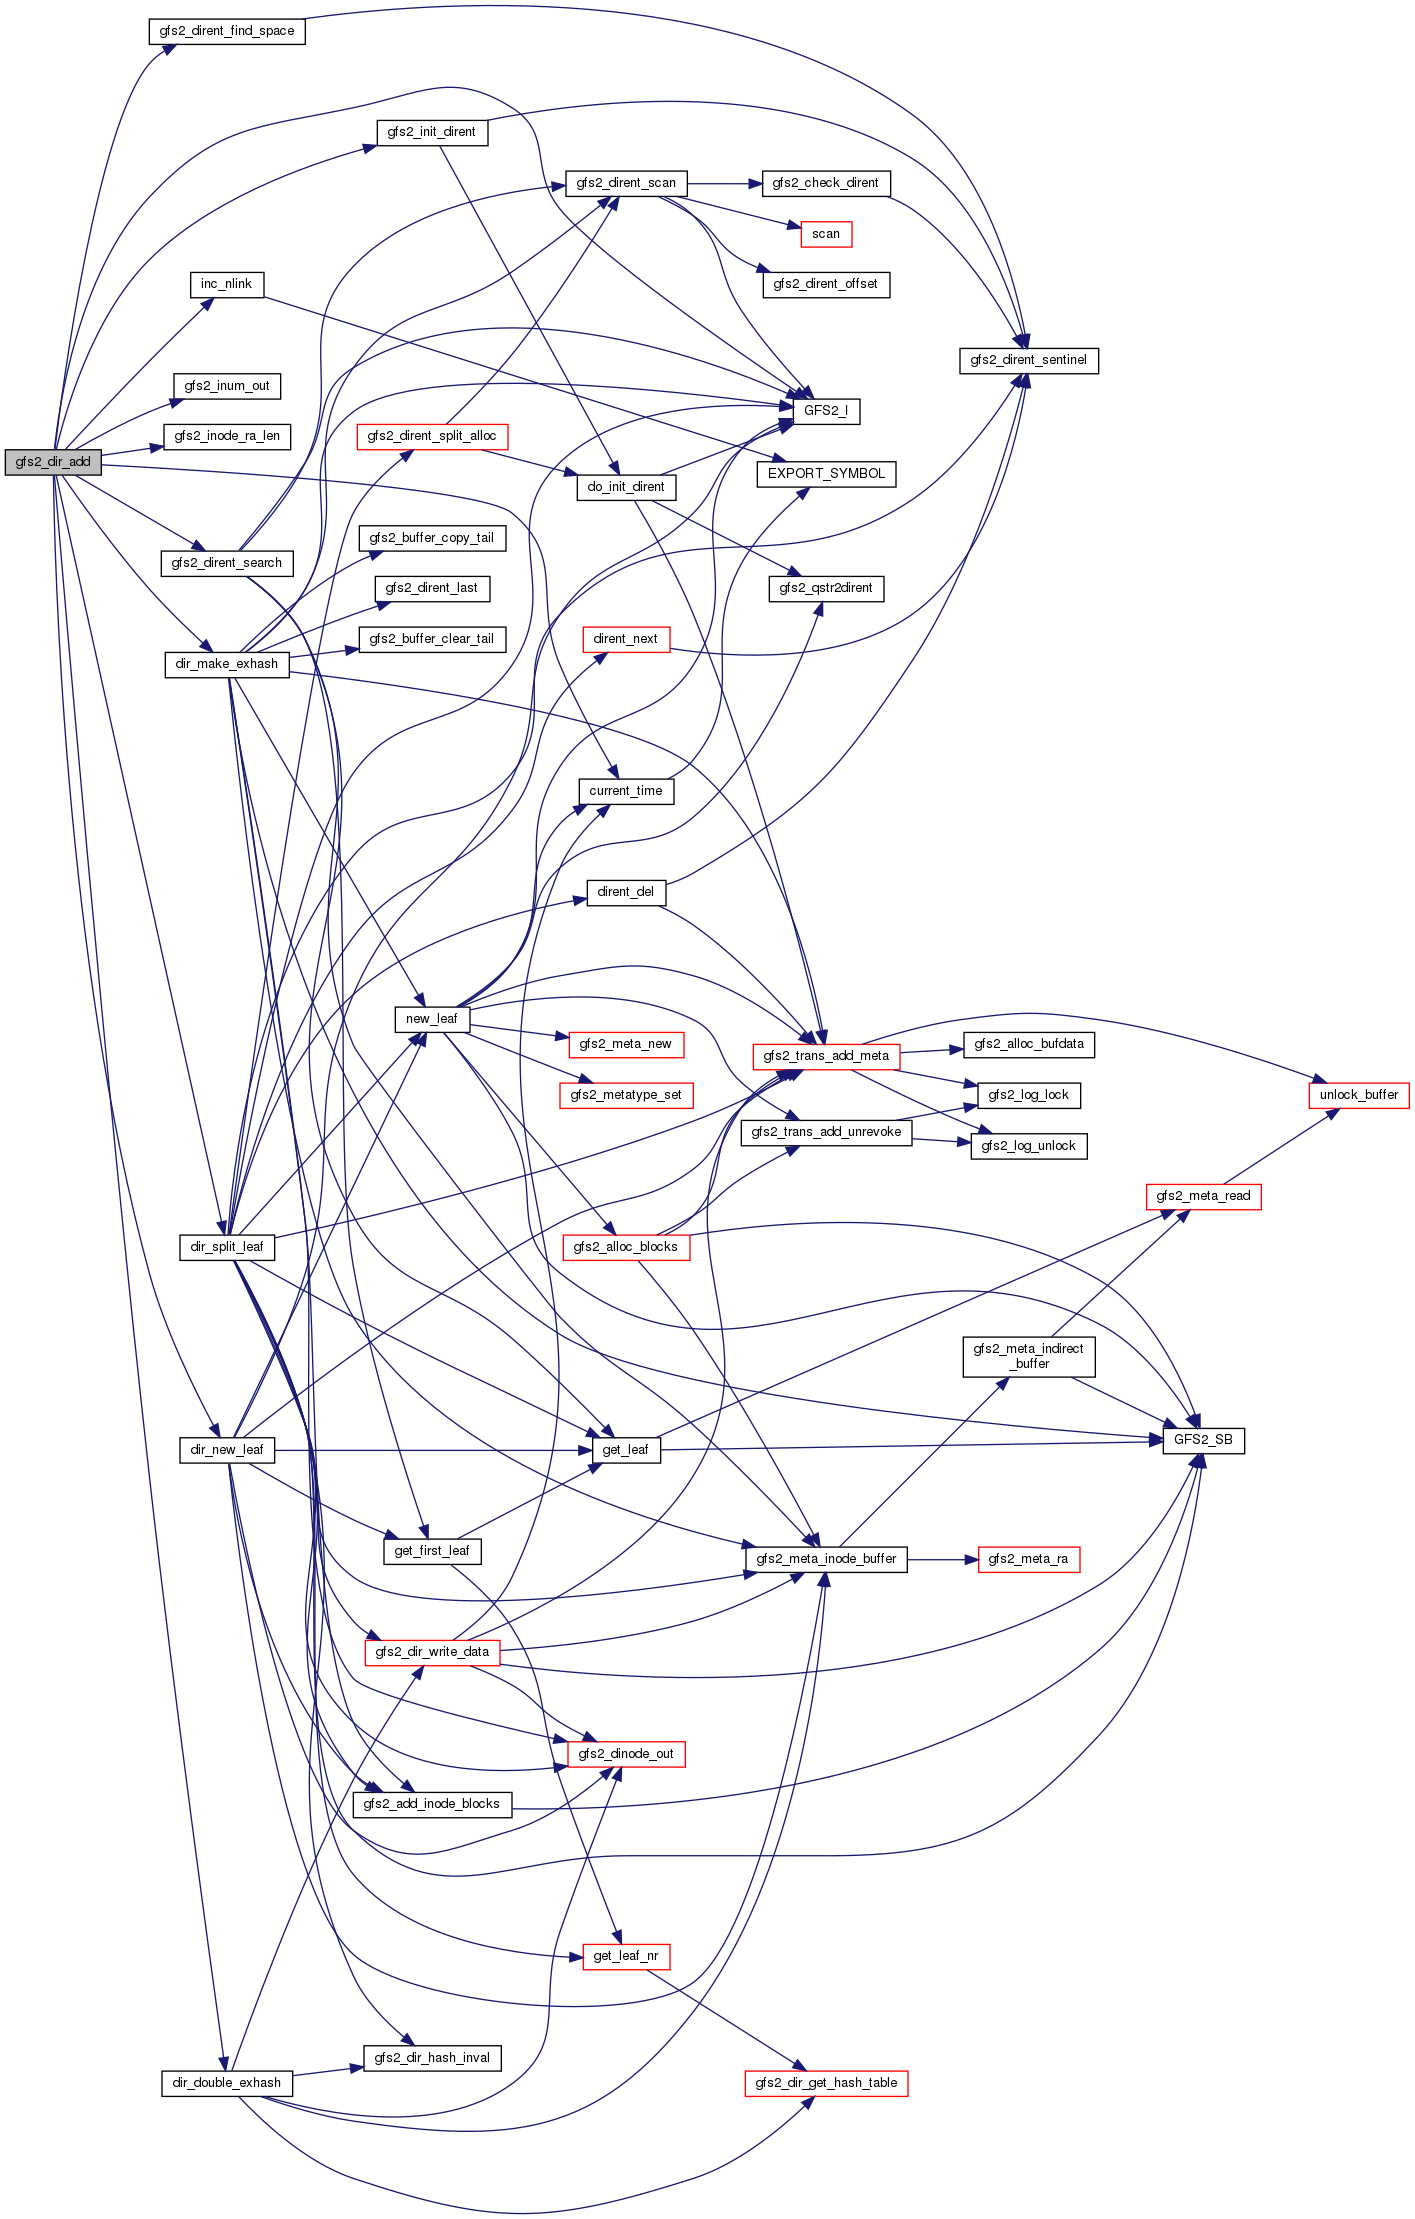 gfs2_dirent_find_space
gfs2_init_dirent
gfs2_dirent_scan
gfs2_check_dirent
scan
inc_nlink
gfs2_dirent_offset
gfs2_dirent_sentinel
gfs2_inum_out
GFS2_I
gfs2_inode_ra_len
gfs2_dirent_split_alloc
gfs2_dir_add
EXPORT_SYMBOL
do_init_dirent
gfs2_buffer_copy_tail
gfs2_dirent_search
gfs2_dirent_last
gfs2_qstr2dirent
gfs2_buffer_clear_tail
dirent_next
dir_make_exhash
current_time
dirent_del
new_leaf
gfs2_meta_new
gfs2_trans_add_meta
gfs2_alloc_bufdata
gfs2_metatype_set
gfs2_log_lock
unlock_buffer
gfs2_trans_add_unrevoke
gfs2_log_unlock
gfs2_meta_read
dir_split_leaf
gfs2_alloc_blocks
gfs2_meta_indirect
_buffer
dir_new_leaf
get_leaf
GFS2_SB
get_first_leaf
gfs2_meta_inode_buffer
gfs2_meta_ra
gfs2_dir_write_data
gfs2_dinode_out
gfs2_add_inode_blocks
get_leaf_nr
gfs2_dir_hash_inval
dir_double_exhash
gfs2_dir_get_hash_table